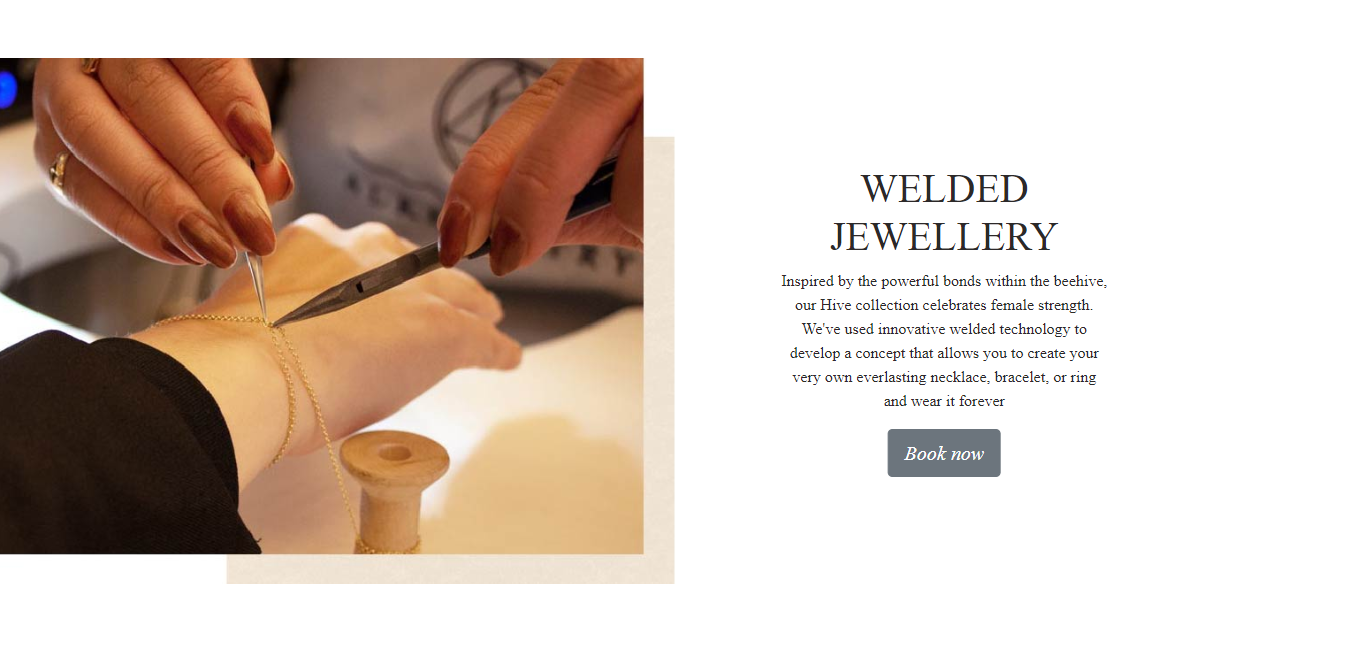 WELDED
JEWELLERY
Inspired by the powerful bonds within the beehive,
our Hive collection celebrates female strength.
We've used innovative welded technology to
develop a concept that allows you to create your
very own everlasting necklace, bracelet, or ring
and wear it forever
Book now